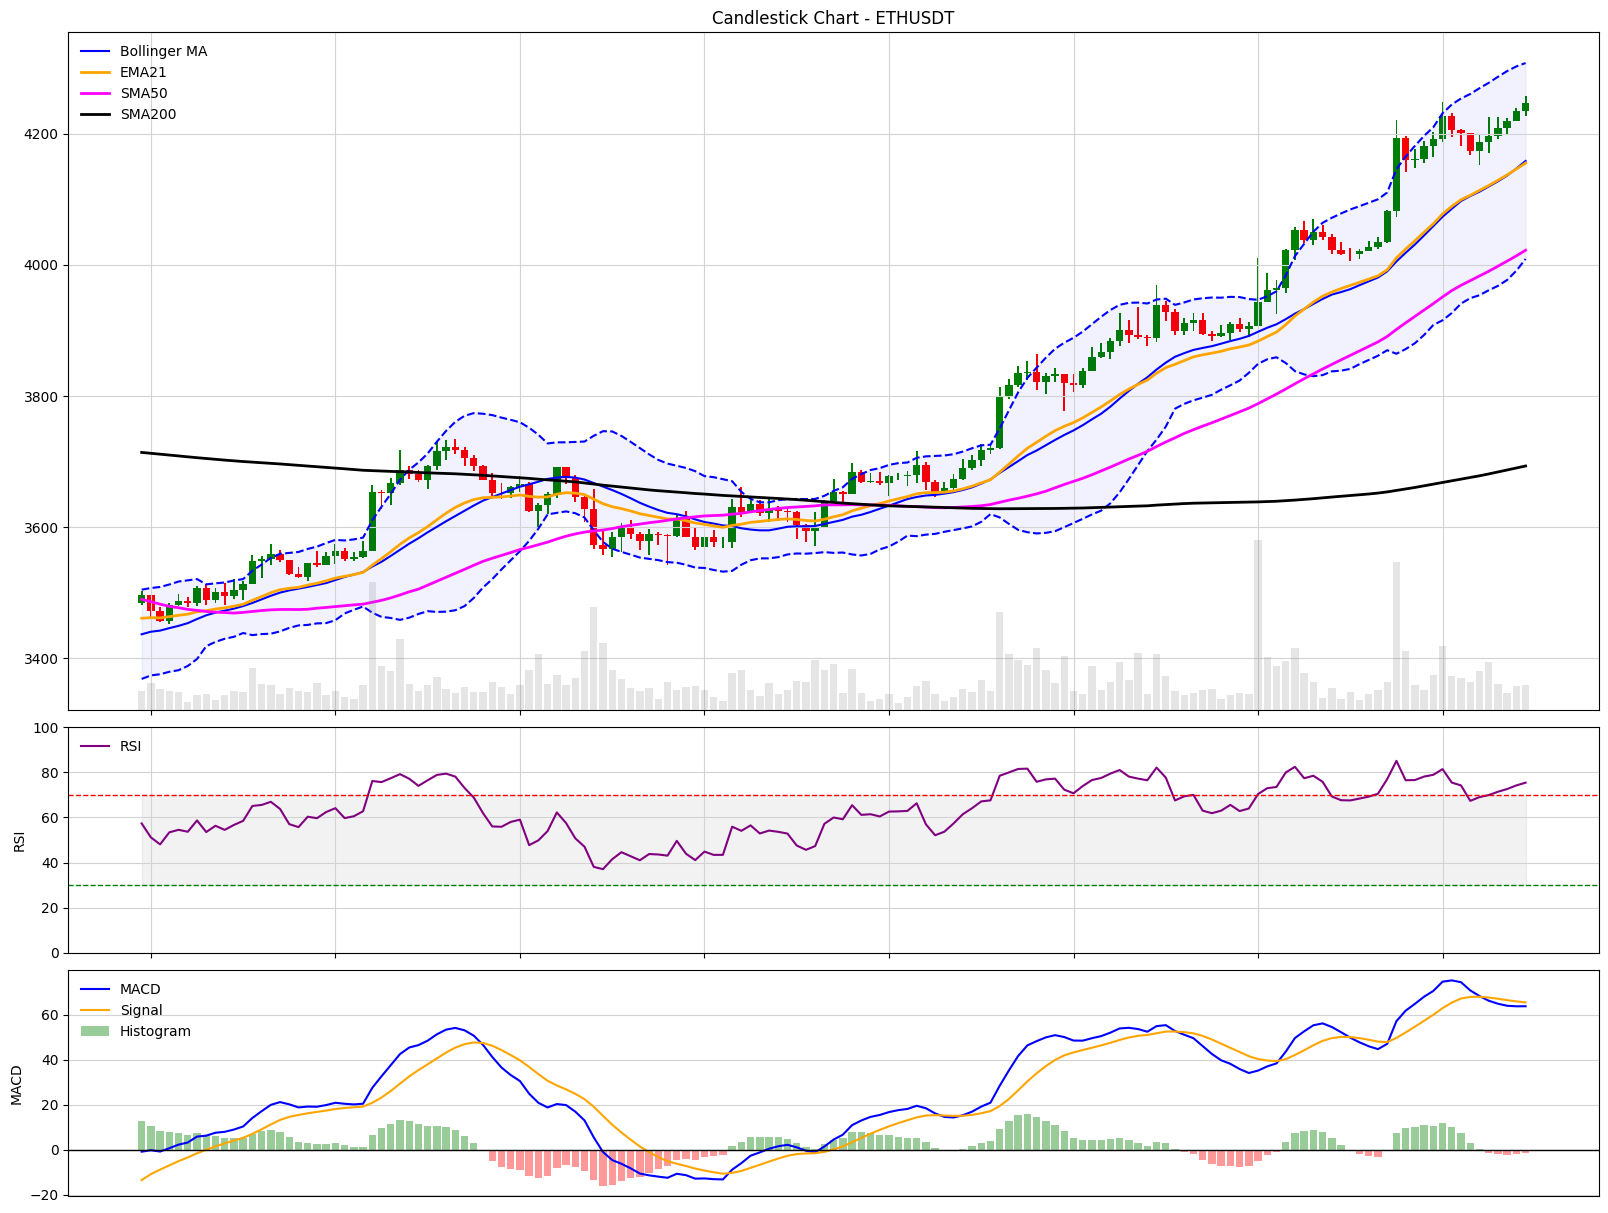 Candlestick Chart - ETHUSDT
Bollinger MA
EMA21
SMA50
SMA200
4200
4000
3800
3600
3400
100
80
60
40
20
0
RSI
RSI
MACD
Signal
Histogram
60
40
20
0
−20
MACD